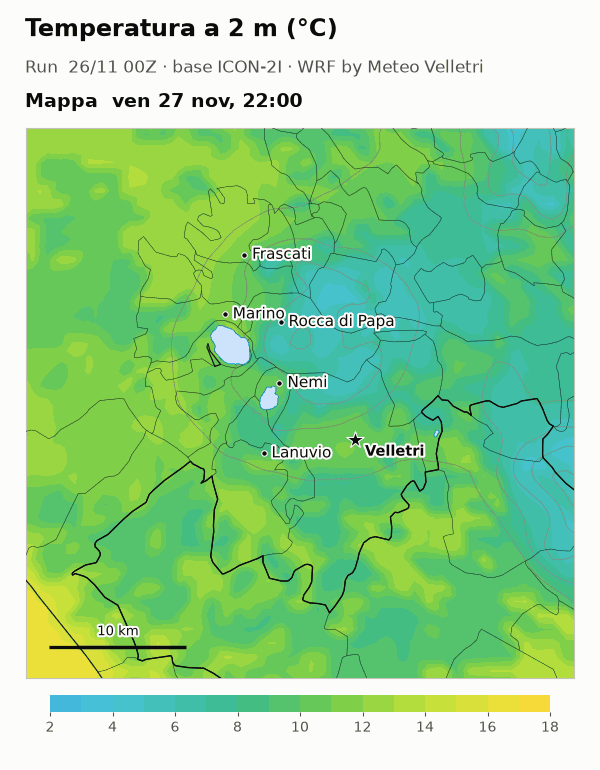 Temperatura a 2 m (°C)
Run  26/11 00Z · base ICON-2I · WRF by Meteo Velletri
Mappa  ven 27 nov, 22:00
Frascati
Marino
Rocca di Papa
Nemi
Velletri
Lanuvio
10 km
2 4 6 8 10 12 14 16 18